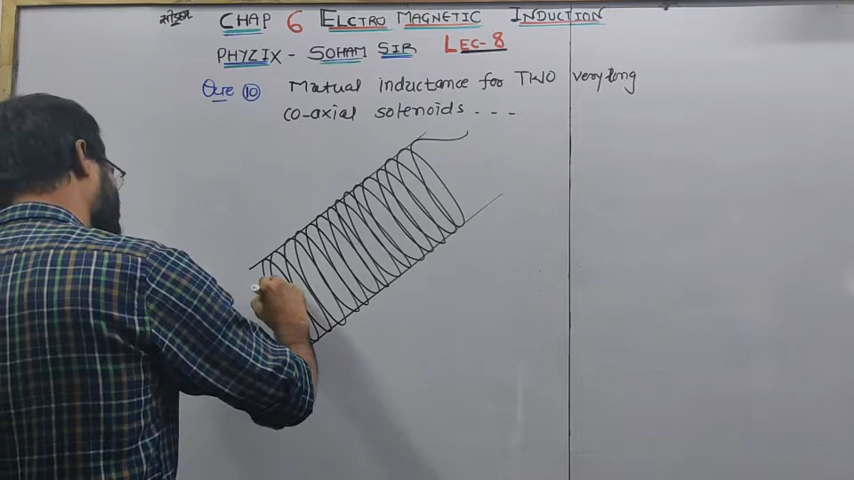 CHAP 6 ELCTRO MAGNETIC INDUCTION
PHYZIX - SOHAM SIR LEC-8
Que 10 Mutual inductance for TWO very long
co-axial solenoids - - -